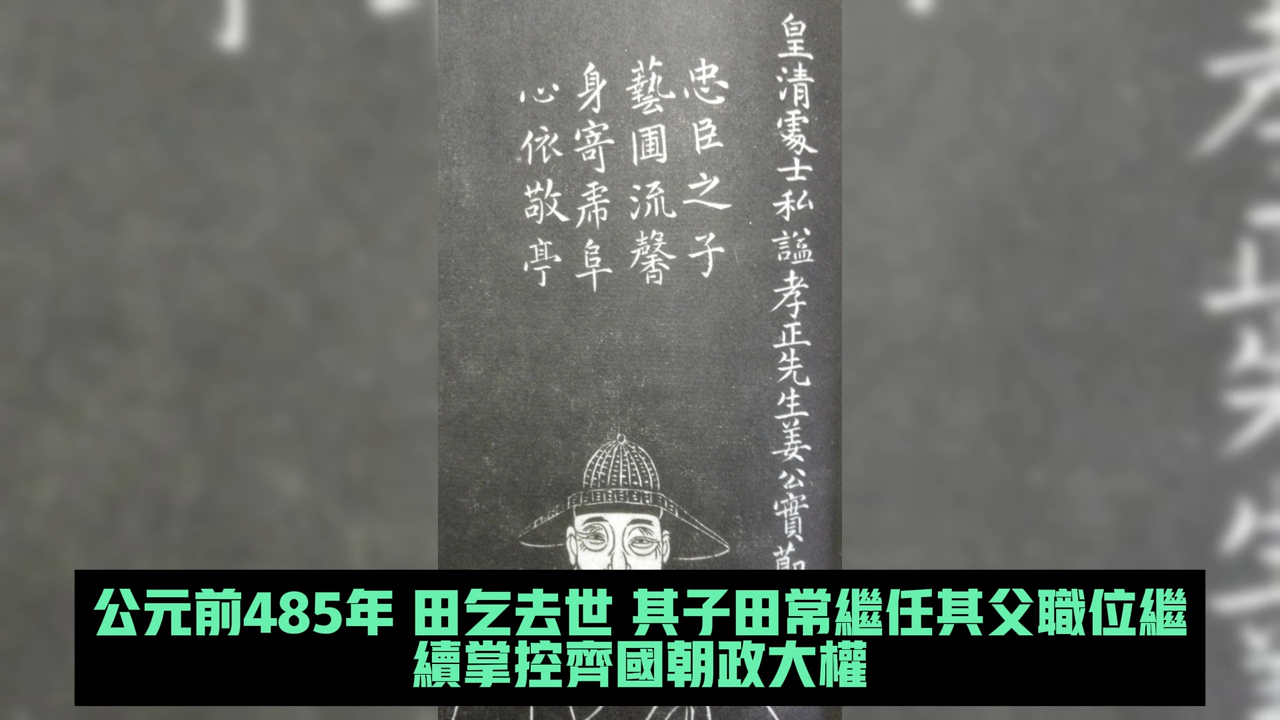 皇清處士私謚孝正先生姜公實節
忠臣之子
藝圃流馨
身寄虎阜
心依敬亭
公元前485年 田乞去世 其子田常繼任其父職位繼
續掌控齊國朝政大權